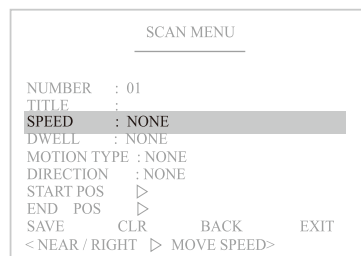 SCAN MENU
NUMBER : 01
TITLE :
SPEED : NONE
DWELL : NONE
MOTION TYPE : NONE
DIRECTION : NONE
START POS ▷
END POS ▷
SAVE CLR BACK EXIT
< NEAR / RIGHT ▷ MOVE SPEED>